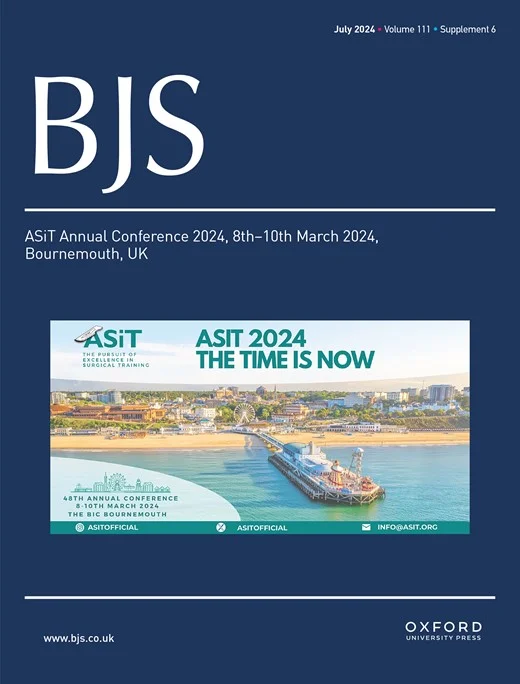 July 2024 • Volume 111 • Supplement 6
BJS
ASiT Annual Conference 2024, 8th–10th March 2024,
Bournemouth, UK
ASiT
THE PURSUIT OF
EXCELLENCE IN
SURGICAL TRAINING
ASIT 2024
THE TIME IS NOW
48TH ANNUAL CONFERENCE
8-10TH MARCH 2024
THE BIC BOURNEMOUTH
ASITOFFICIAL
ASITOFFICIAL
INFO@ASIT.ORG
www.bjs.co.uk
OXFORD
UNIVERSITY PRESS